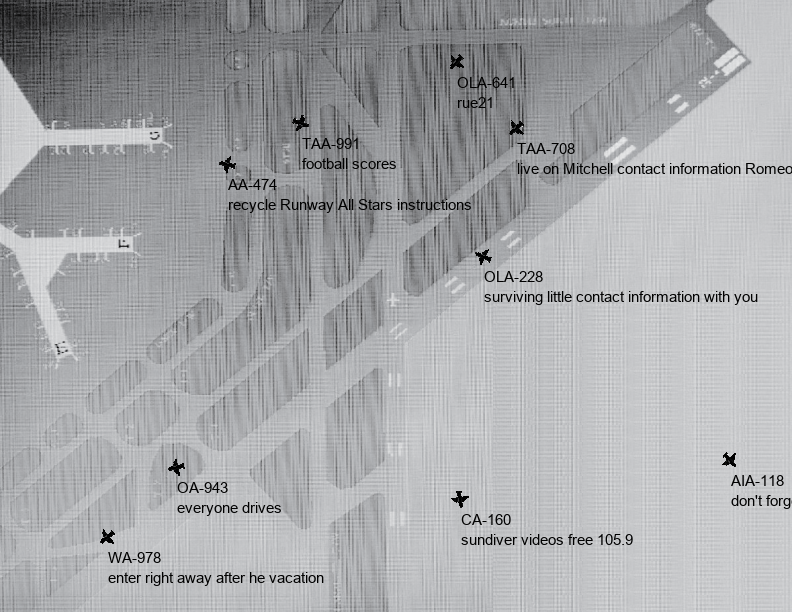 OLA-641
rue21
TAA-991
football scores
TAA-708
live on Mitchell contact information Romeo
AA-474
recycle Runway All Stars instructions
OLA-228
surviving little contact information with you
AIA-118
don't forg
OA-943
everyone drives
CA-160
sundiver videos free 105.9
WA-978
enter right away after he vacation